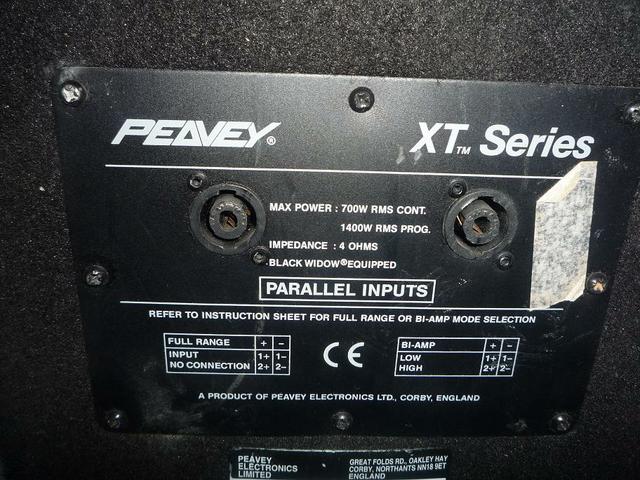 PEAVEY®
XT™ Series
MAX POWER : 700W RMS CONT.
1400W RMS PROG.
IMPEDANCE : 4 OHMS
BLACK WIDOW® EQUIPPED
PARALLEL INPUTS
REFER TO INSTRUCTION SHEET FOR FULL RANGE OR BI-AMP MODE SELECTION
FULL RANGE + −
INPUT 1+ 1−
NO CONNECTION 2+ 2−
CE
BI-AMP + −
LOW 1+ 1−
HIGH 2+ 2−
A PRODUCT OF PEAVEY ELECTRONICS LTD., CORBY, ENGLAND
PEAVEY
ELECTRONICS
LIMITED
GREAT FOLDS RD., OAKLEY HAY
CORBY, NORTHANTS NN18 9ET
ENGLAND